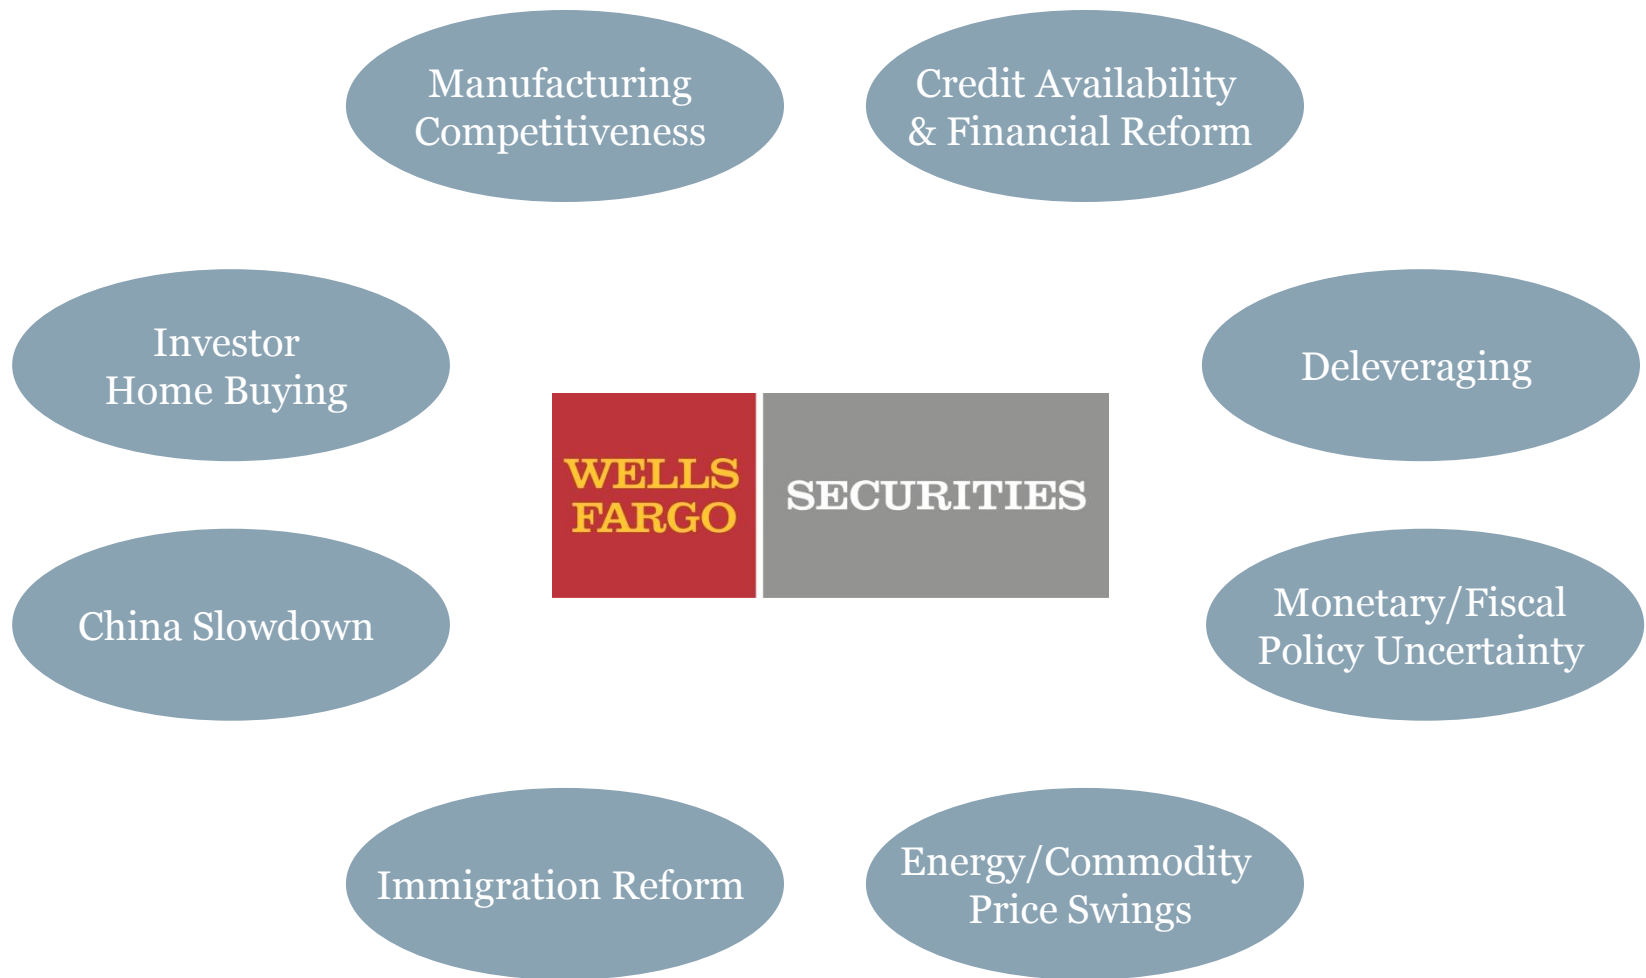 Manufacturing
Competitiveness
Credit Availability
& Financial Reform
Investor
Home Buying
Deleveraging
WELLS
FARGO
SECURITIES
China Slowdown
Monetary/Fiscal
Policy Uncertainty
Immigration Reform
Energy/Commodity
Price Swings